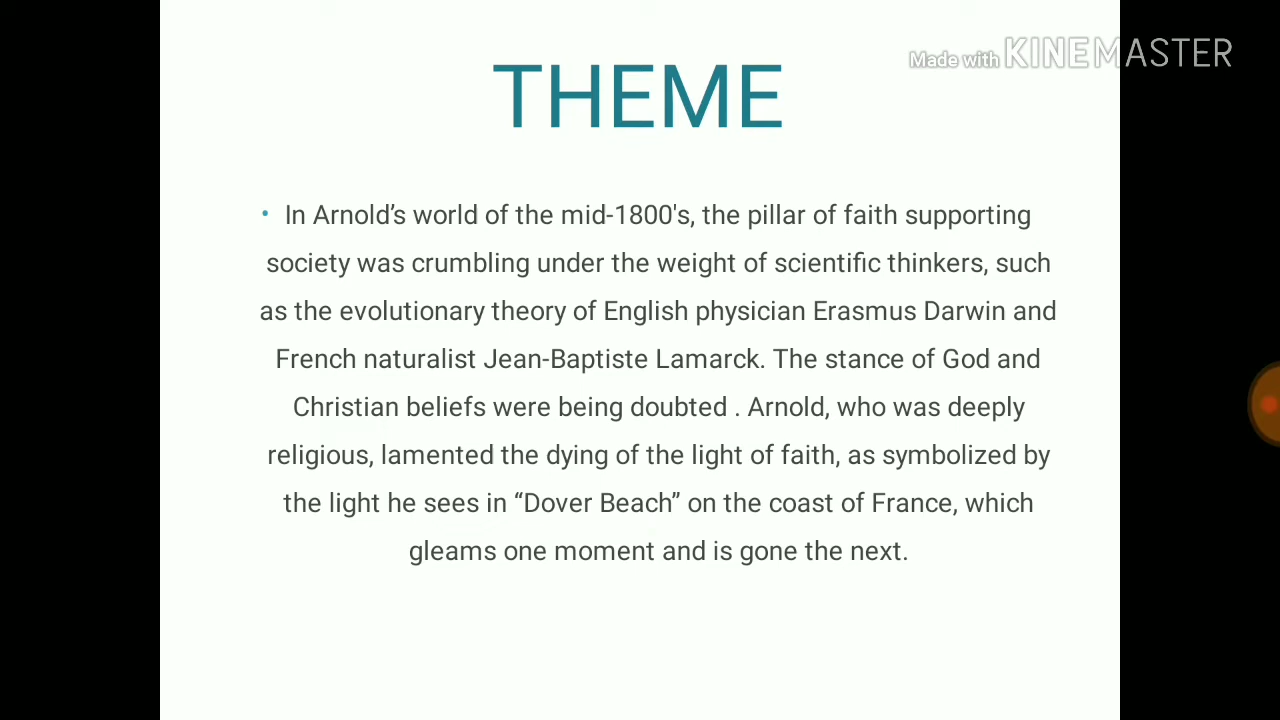 Made with KINEMASTER
THEME
• In Arnold’s world of the mid-1800's, the pillar of faith supporting
society was crumbling under the weight of scientific thinkers, such
as the evolutionary theory of English physician Erasmus Darwin and
French naturalist Jean-Baptiste Lamarck. The stance of God and
Christian beliefs were being doubted . Arnold, who was deeply
religious, lamented the dying of the light of faith, as symbolized by
the light he sees in “Dover Beach” on the coast of France, which
gleams one moment and is gone the next.